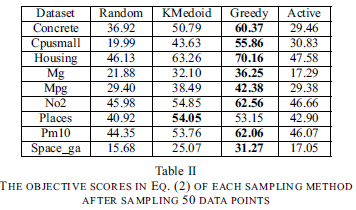 Dataset Random KMedoid Greedy Active
Concrete 36.92 50.79 60.37 29.46
Cpusmall 19.99 43.63 55.86 30.83
Housing 46.13 63.26 70.16 47.58
Mg 21.88 32.10 36.25 17.29
Mpg 29.40 38.49 42.38 29.38
No2 45.98 54.85 62.56 46.66
Places 40.92 54.05 53.15 42.90
Pm10 44.35 53.76 62.06 46.07
Space_ga 15.68 25.07 31.27 17.05
Table II
THE OBJECTIVE SCORES IN EQ. (2) OF EACH SAMPLING METHOD
AFTER SAMPLING 50 DATA POINTS